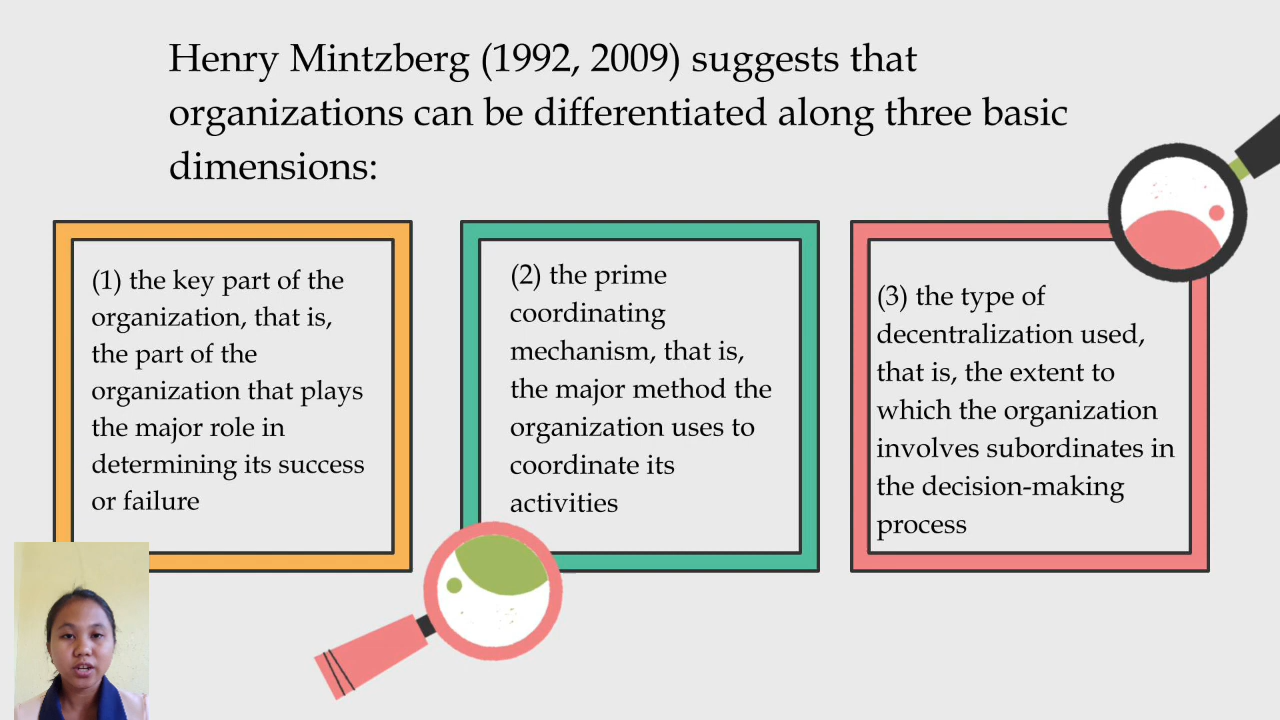 Henry Mintzberg (1992, 2009) suggests that
organizations can be differentiated along three basic
dimensions:
(1) the key part of the
organization, that is,
the part of the
organization that plays
the major role in
determining its success
or failure
(2) the prime
coordinating
mechanism, that is,
the major method the
organization uses to
coordinate its
activities
(3) the type of
decentralization used,
that is, the extent to
which the organization
involves subordinates in
the decision-making
process